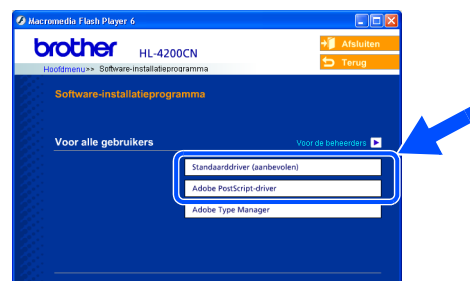 Macromedia Flash Player 6
brother HL-4200CN
Afsluiten
Hoofdmenu>> Software-installatieprogramma
Terug
Software-installatieprogramma
Voor alle gebruikers
Voor de beheerders
Standaarddriver (aanbevolen)
Adobe PostScript-driver
Adobe Type Manager